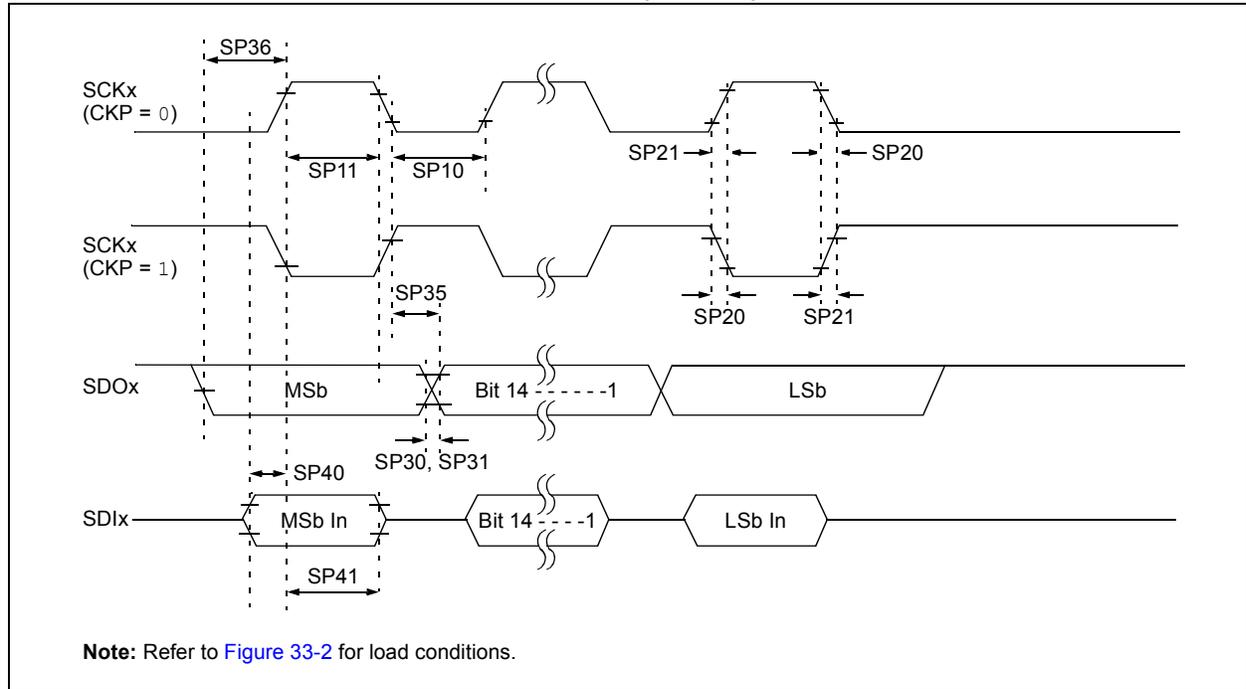 SP36
SCKx
(CKP = 0)
SP11
SP10
SP21
SP20
SCKx
(CKP = 1)
SP35
SP20
SP21
SDOx
MSb
Bit 14 - - - - - -1
LSb
SP30, SP31
SP40
SDIx
MSb In
Bit 14 - - - -1
LSb In
SP41
Note: Refer to Figure 33-2 for load conditions.